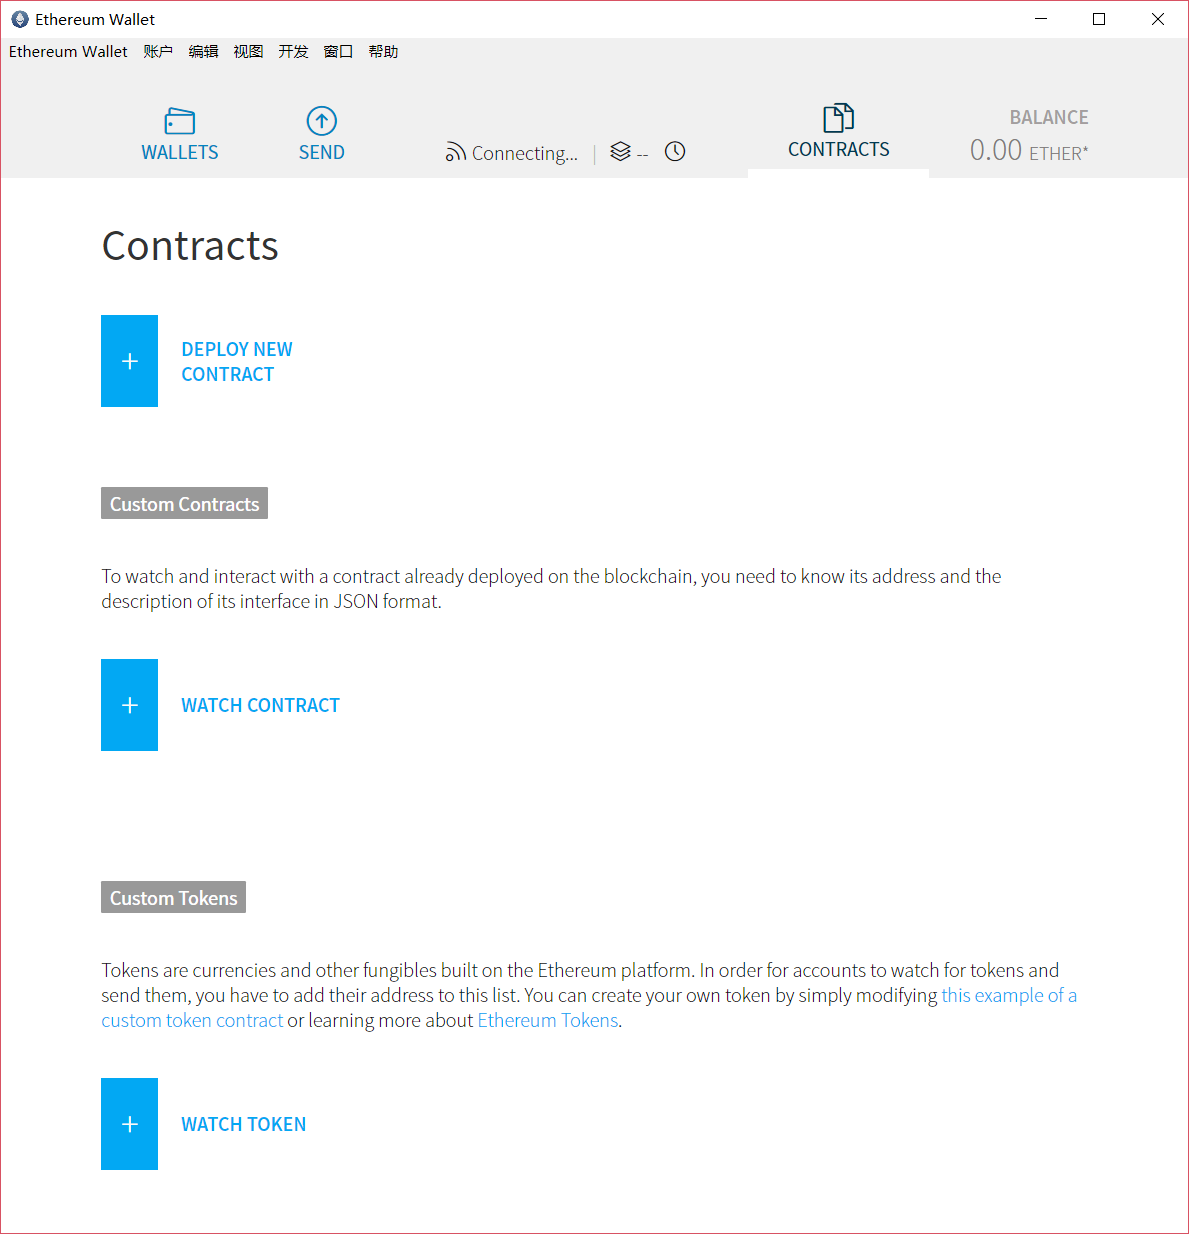 Ethereum Wallet
Ethereum Wallet 账户 编辑 视图 开发 窗口 帮助
WALLETS
SEND
Connecting...
--
CONTRACTS
BALANCE
0.00 ETHER*
Contracts
DEPLOY NEW
CONTRACT
Custom Contracts
To watch and interact with a contract already deployed on the blockchain, you need to know its address and the
description of its interface in JSON format.
WATCH CONTRACT
Custom Tokens
Tokens are currencies and other fungibles built on the Ethereum platform. In order for accounts to watch for tokens and
send them, you have to add their address to this list. You can create your own token by simply modifying this example of a
custom token contract or learning more about Ethereum Tokens.
WATCH TOKEN